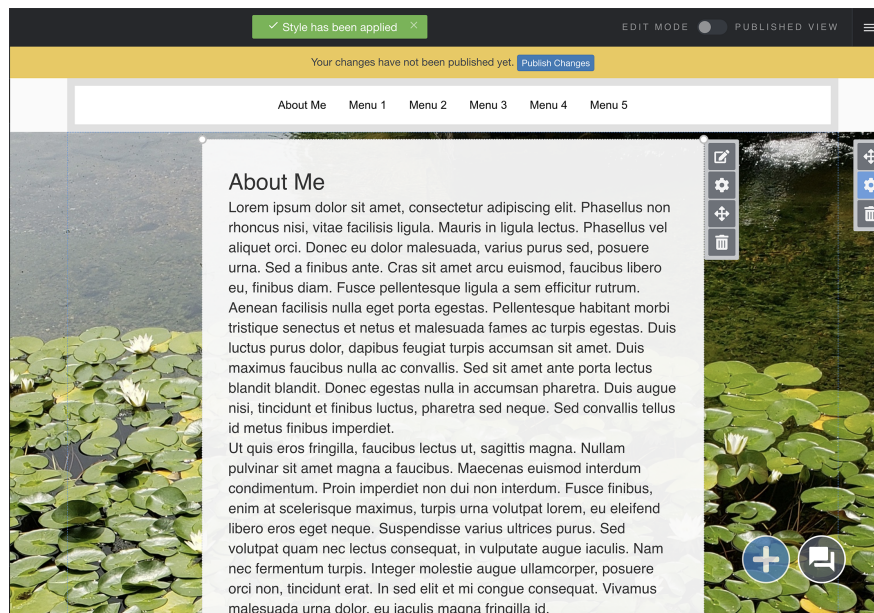 Style has been applied
EDIT MODE
PUBLISHED VIEW
Your changes have not been published yet. Publish Changes
About Me Menu 1 Menu 2 Menu 3 Menu 4 Menu 5
About Me
Lorem ipsum dolor sit amet, consectetur adipiscing elit. Phasellus non
rhoncus nisi, vitae facilisis ligula. Mauris in ligula lectus. Phasellus vel
aliquet orci. Donec eu dolor malesuada, varius purus sed, posuere
urna. Sed a finibus ante. Cras sit amet arcu euismod, faucibus libero
eu, finibus diam. Fusce pellentesque ligula a sem efficitur rutrum.
Aenean facilisis nulla eget porta egestas. Pellentesque habitant morbi
tristique senectus et netus et malesuada fames ac turpis egestas. Duis
luctus purus dolor, dapibus feugiat turpis accumsan sit amet. Duis
maximus faucibus nulla ac convallis. Sed sit amet ante porta lectus
blandit blandit. Donec egestas nulla in accumsan pharetra. Duis augue
nisi, tincidunt et finibus luctus, pharetra sed neque. Sed convallis tellus
id metus finibus imperdiet.
Ut quis eros fringilla, faucibus lectus ut, sagittis magna. Nullam
pulvinar sit amet magna a faucibus. Maecenas euismod interdum
condimentum. Proin imperdiet non dui non interdum. Fusce finibus,
enim at scelerisque maximus, turpis urna volutpat lorem, eu eleifend
libero eros eget neque. Suspendisse varius ultrices purus. Sed
volutpat quam nec lectus consequat, in vulputate augue iaculis. Nam
nec fermentum turpis. Integer molestie augue ullamcorper, posuere
orci non, tincidunt erat. In sed elit et mi congue consequat. Vivamus
malesuada urna dolor, eu iaculis magna fringilla id.